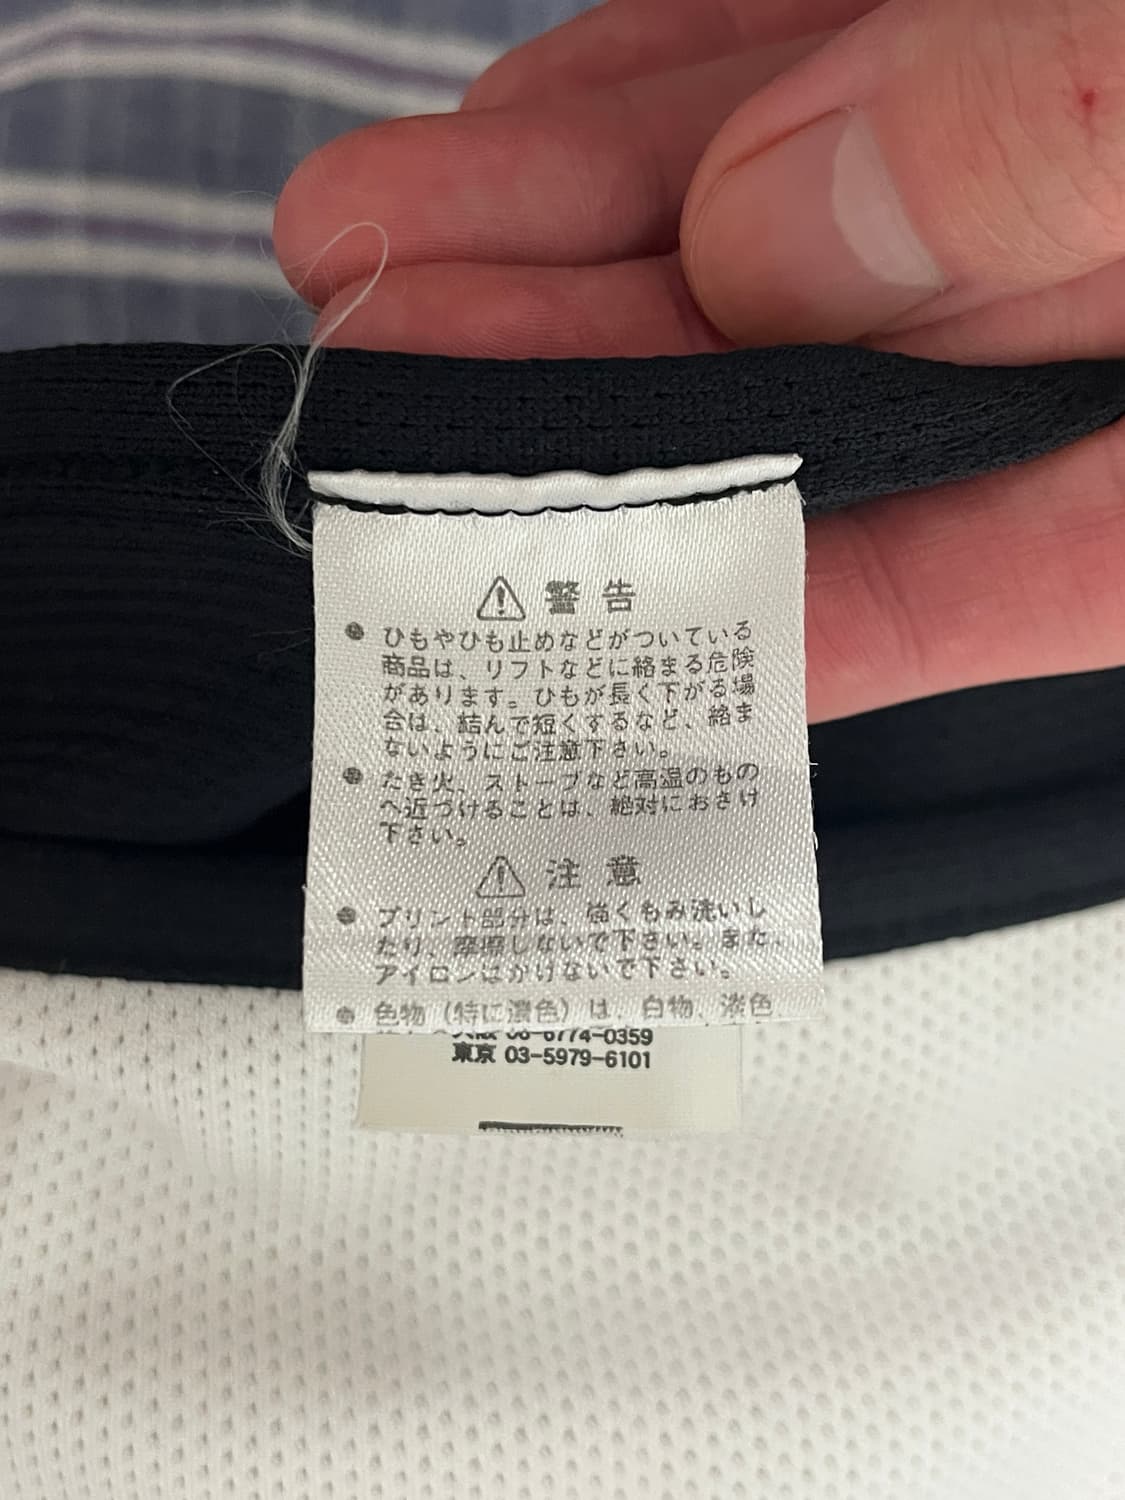 ⚠ 警告
● ひもやひも止めなどがついている
商品は、リフトなどに絡まる危険
があります。ひもが長く下がる場
合は、結んで短くするなど、絡ま
ないようにご注意下さい。
● たき火、ストーブなど高温のもの
へ近づけることは、絶対におさけ
下さい。
⚠ 注意
● プリント部分は、強くもみ洗いし
たり、摩擦しないで下さい。また、
アイロンはかけないで下さい。
● 色物（特に濃色）は、白物、淡色
大阪 06-6774-0359
東京 03-5979-6101